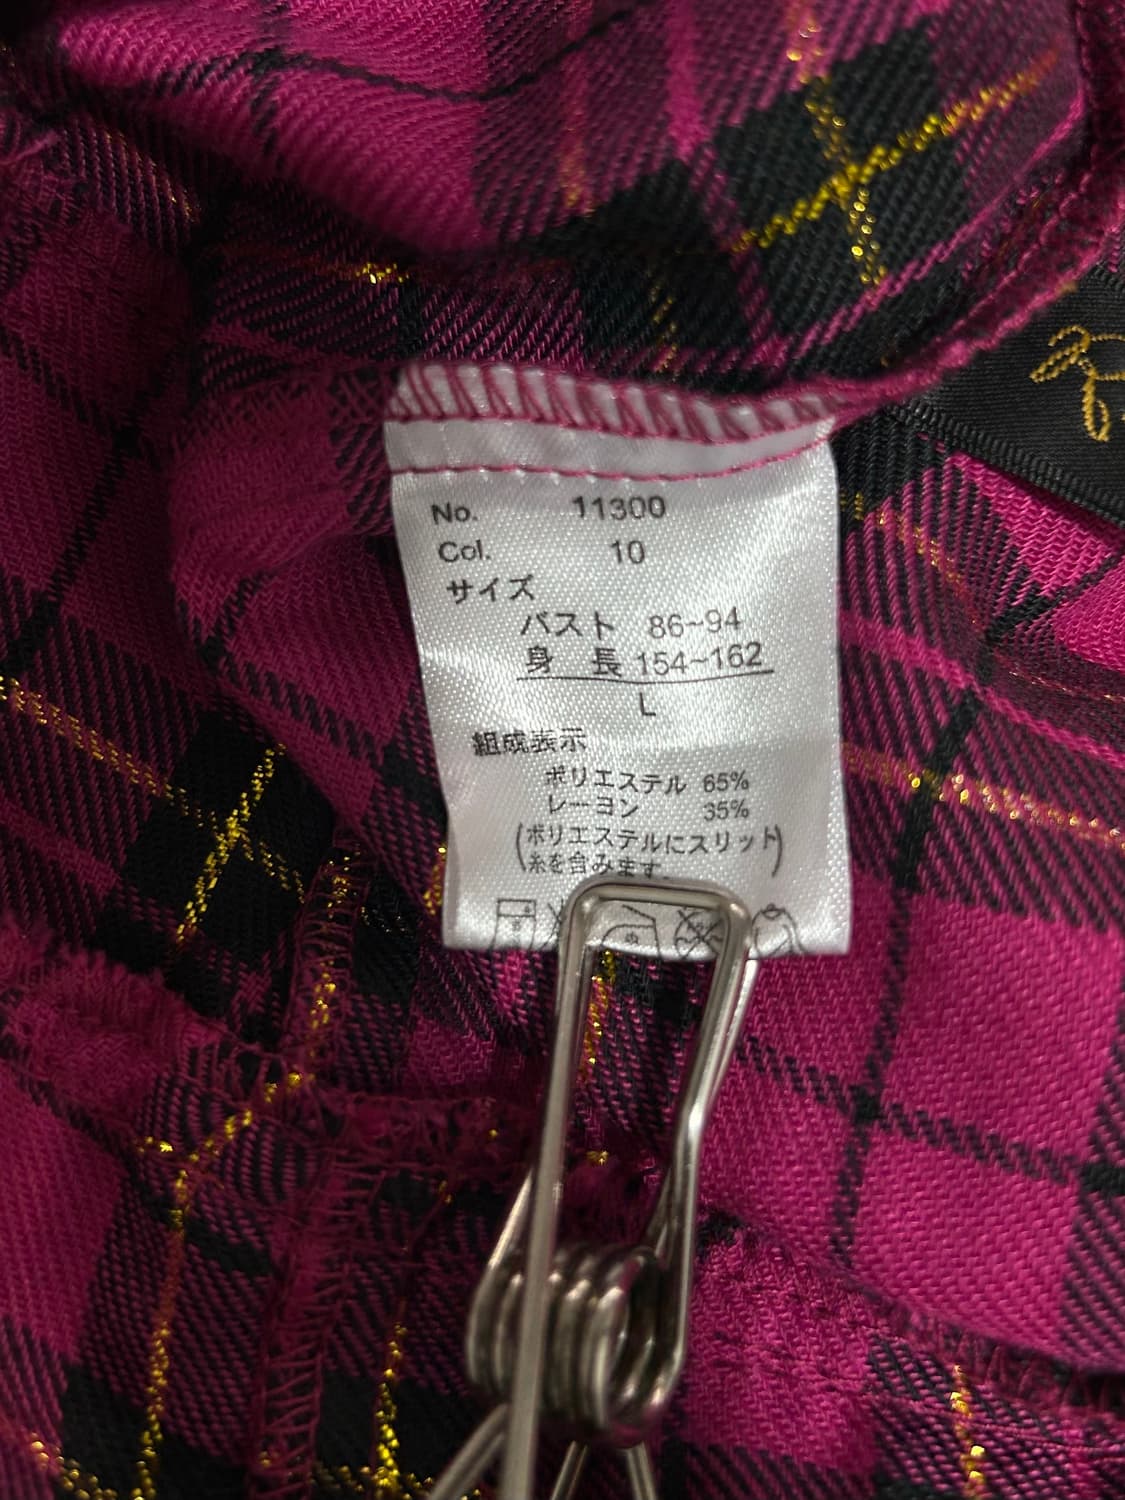 No. 11300
Col. 10
サイズ
バスト 86~94
身 長 154~162
L
組成表示
ポリエステル 65%
レーヨン 35%
(ポリエステルにスリット
糸を含みます。)